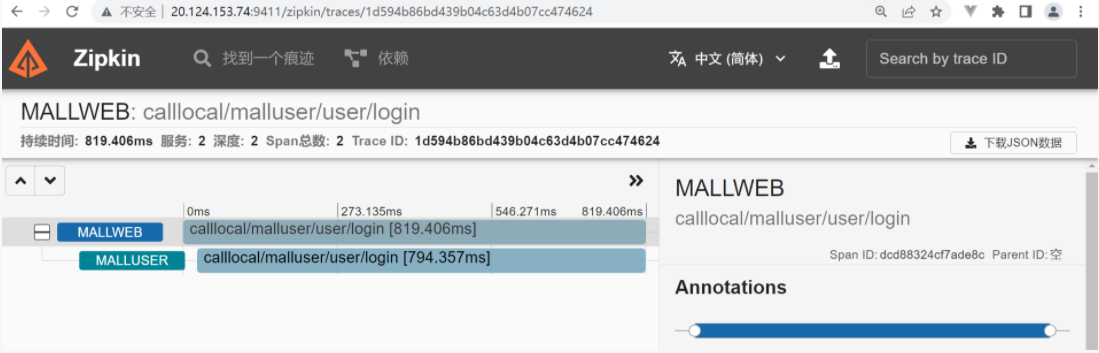 不安全 | 20.124.153.74:9411/zipkin/traces/1d594b86bd439b04c63d4b07cc474624
Zipkin 找到一个痕迹 依赖 中文 (简体) Search by trace ID
MALLWEB: calllocal/malluser/user/login
持续时间: 819.406ms 服务: 2 深度: 2 Span总数: 2 Trace ID: 1d594b86bd439b04c63d4b07cc474624 下载JSON数据
0ms 273.135ms 546.271ms 819.406ms
MALLWEB calllocal/malluser/user/login [819.406ms]
MALLUSER calllocal/malluser/user/login [794.357ms]
MALLWEB
calllocal/malluser/user/login
Span ID: dcd88324cf7ade8c Parent ID: 空
Annotations